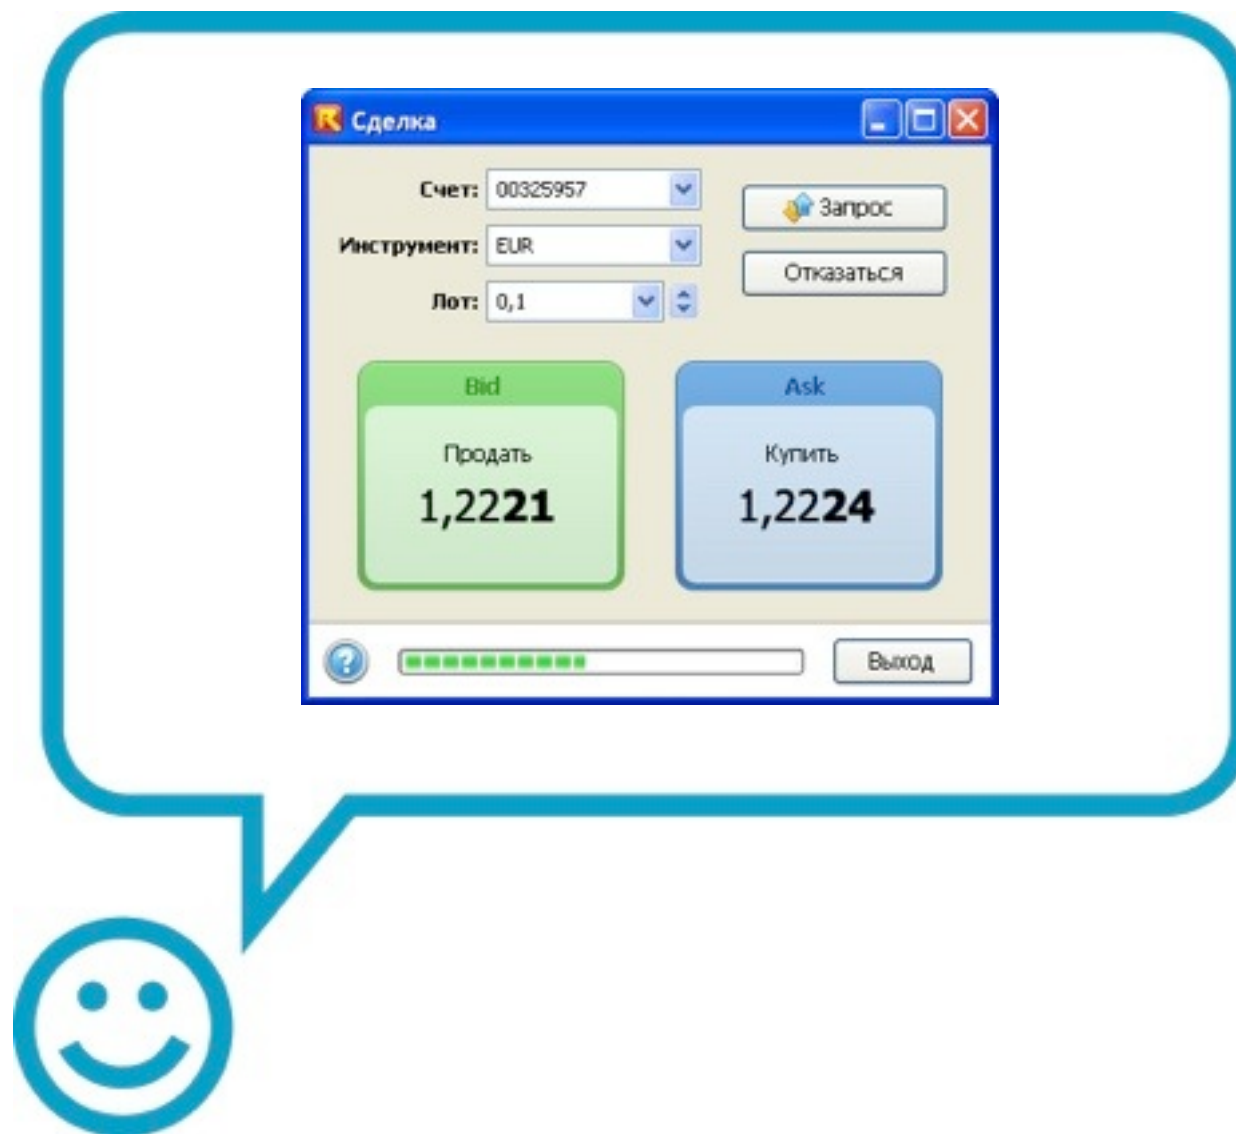 Сделка
Счет: 00325957
Запрос
Инструмент: EUR
Отказаться
Лот: 0,1
Bid
Продать
1,2221
Ask
Купить
1,2224
Выход